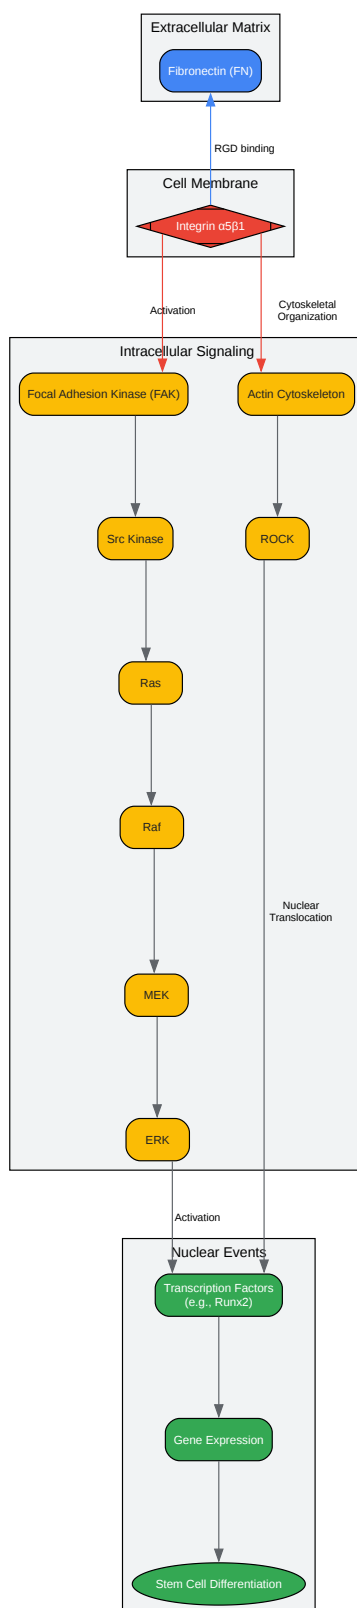 Extracellular Matrix
Fibronectin (FN)
RGD binding
Cell Membrane
Integrin α5β1
Activation
Cytoskeletal
Organization
Intracellular Signaling
Focal Adhesion Kinase (FAK)
Actin Cytoskeleton
Src Kinase
ROCK
Ras
Raf
Nuclear
Translocation
MEK
ERK
Activation
Nuclear Events
Transcription Factors
(e.g., Runx2)
Gene Expression
Stem Cell Differentiation